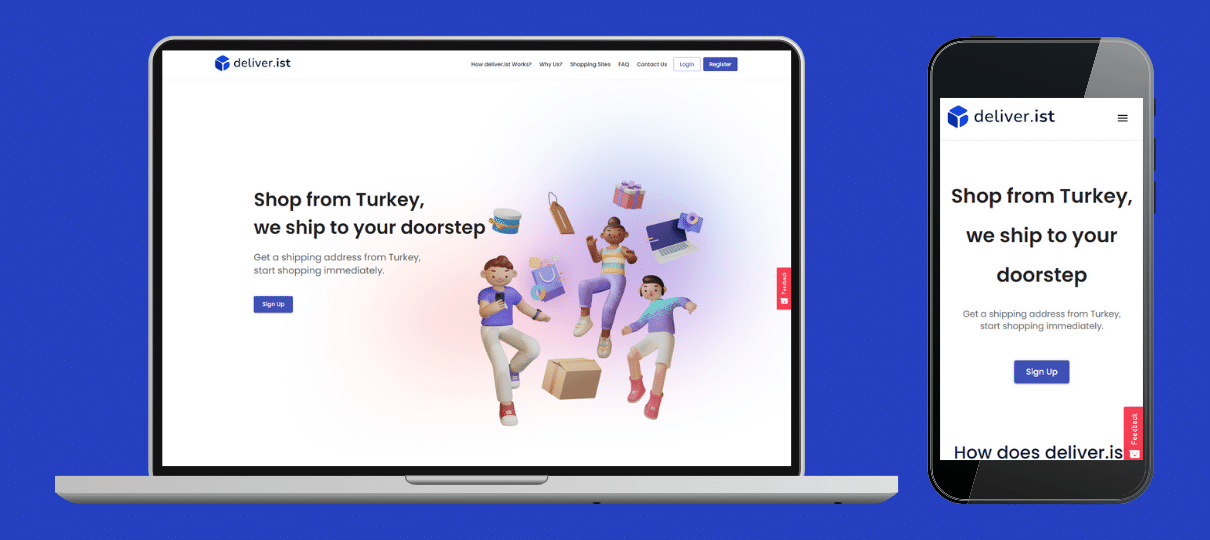 deliver.ist
How deliver.ist Works?
Why Us?
Shopping Sites
FAQ
Contact Us
Login
Register
Shop from Turkey,
we ship to your doorstep
Get a shipping address from Turkey,
start shopping immediately.
Sign Up
Feedback
deliver.ist
Shop from Turkey,
we ship to your
doorstep
Get a shipping address from Turkey,
start shopping immediately.
Sign Up
Feedback
How does deliver.is